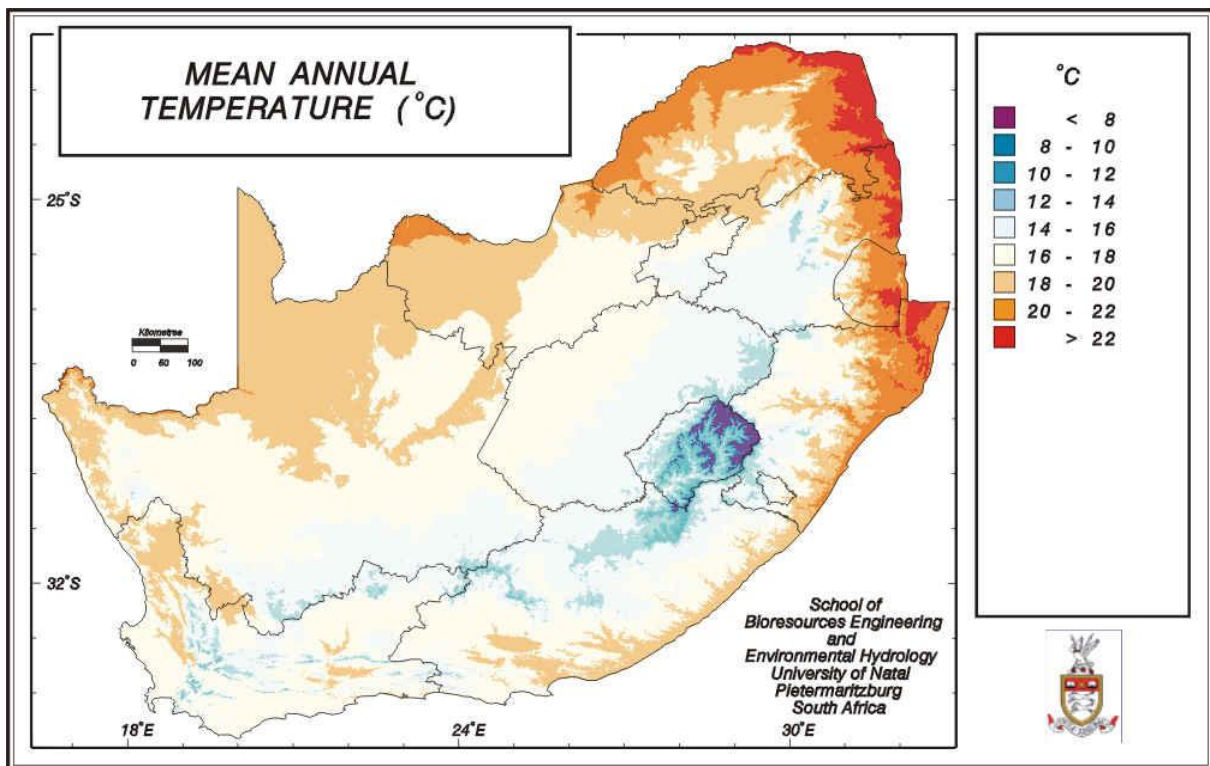 MEAN ANNUAL
TEMPERATURE (°C)
°C
< 8
8 - 10
10 - 12
12 - 14
14 - 16
16 - 18
18 - 20
20 - 22
> 22
25°S
Kilometres
0 50 100
32°S
School of
Bioresources Engineering
and
Environmental Hydrology
University of Natal
Pietermaritzburg
South Africa
18°E
24°E
30°E